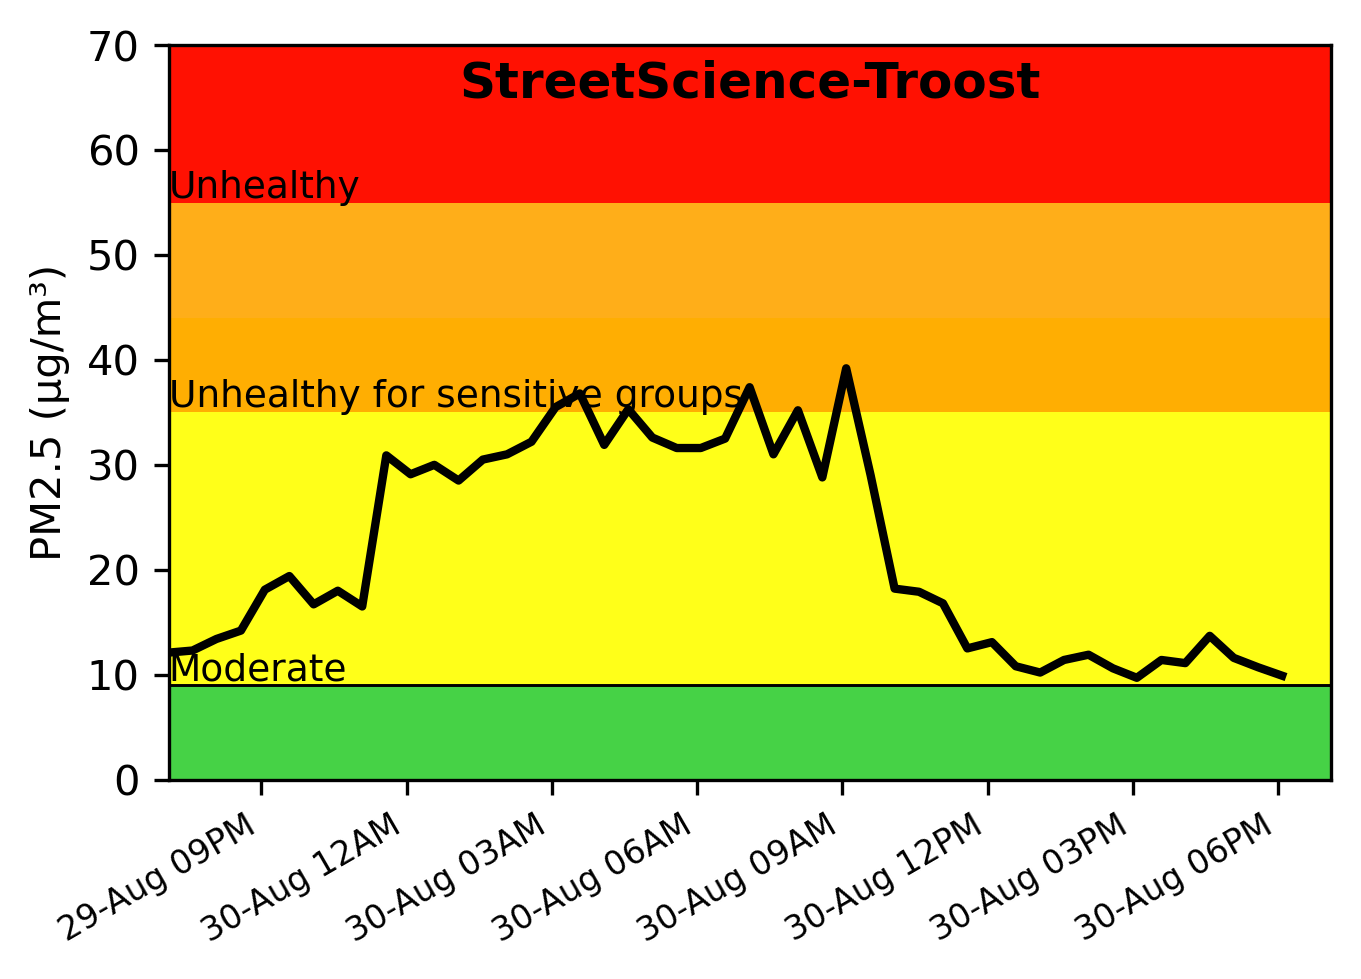 StreetScience-Troost
PM2.5 (µg/m³)
70
60
50
40
30
20
10
0
Unhealthy
Unhealthy for sensitive groups
Moderate
29-Aug 09PM
30-Aug 12AM
30-Aug 03AM
30-Aug 06AM
30-Aug 09AM
30-Aug 12PM
30-Aug 03PM
30-Aug 06PM